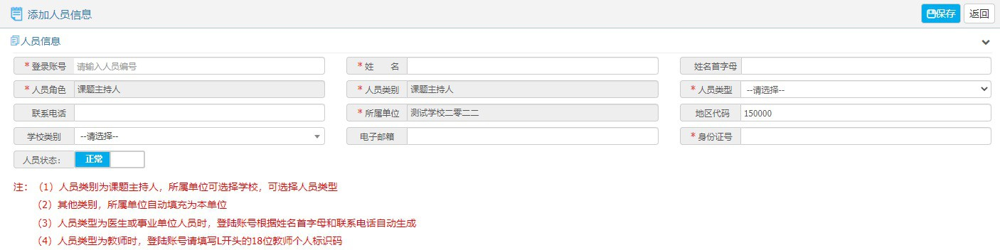 添加人员信息 保存 返回
人员信息
* 登录账号 请输入人员编号 * 姓 名 姓名首字母
* 人员角色 课题主持人 * 人员类别 课题主持人 * 人员类型 --请选择--
联系电话 * 所属单位 测试学校二零二二 地区代码 150000
学校类别 --请选择-- 电子邮箱 * 身份证号
人员状态: 正常
注：（1）人员类别为课题主持人，所属单位可选择学校，可选择人员类型
（2）其他类别，所属单位自动填充为本单位
（3）人员类型为医生或事业单位人员时，登陆账号根据姓名首字母和联系电话自动生成
（4）人员类型为教师时，登陆账号请填写L开头的18位教师个人标识码